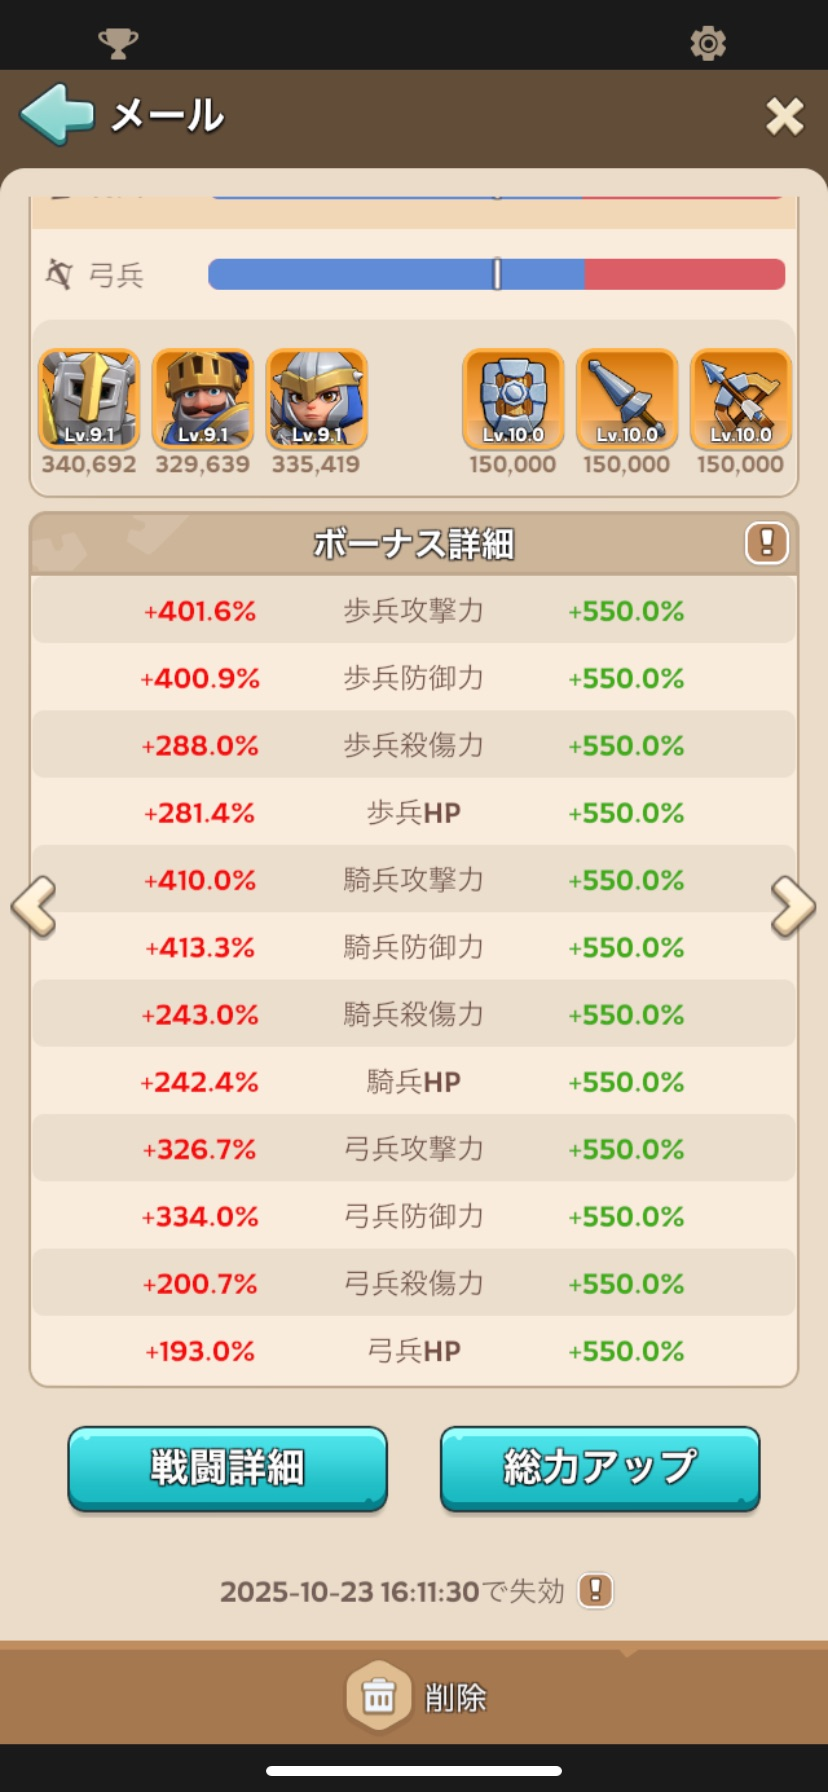 メール
弓兵
Lv.9.1 Lv.9.1 Lv.9.1 Lv.10.0 Lv.10.0 Lv.10.0
340,692 329,639 335,419 150,000 150,000 150,000
ボーナス詳細
+401.6% 歩兵攻撃力 +550.0%
+400.9% 歩兵防御力 +550.0%
+288.0% 歩兵殺傷力 +550.0%
+281.4% 歩兵HP +550.0%
+410.0% 騎兵攻撃力 +550.0%
+413.3% 騎兵防御力 +550.0%
+243.0% 騎兵殺傷力 +550.0%
+242.4% 騎兵HP +550.0%
+326.7% 弓兵攻撃力 +550.0%
+334.0% 弓兵防御力 +550.0%
+200.7% 弓兵殺傷力 +550.0%
+193.0% 弓兵HP +550.0%
戦闘詳細 総力アップ
2025-10-23 16:11:30で失効
削除